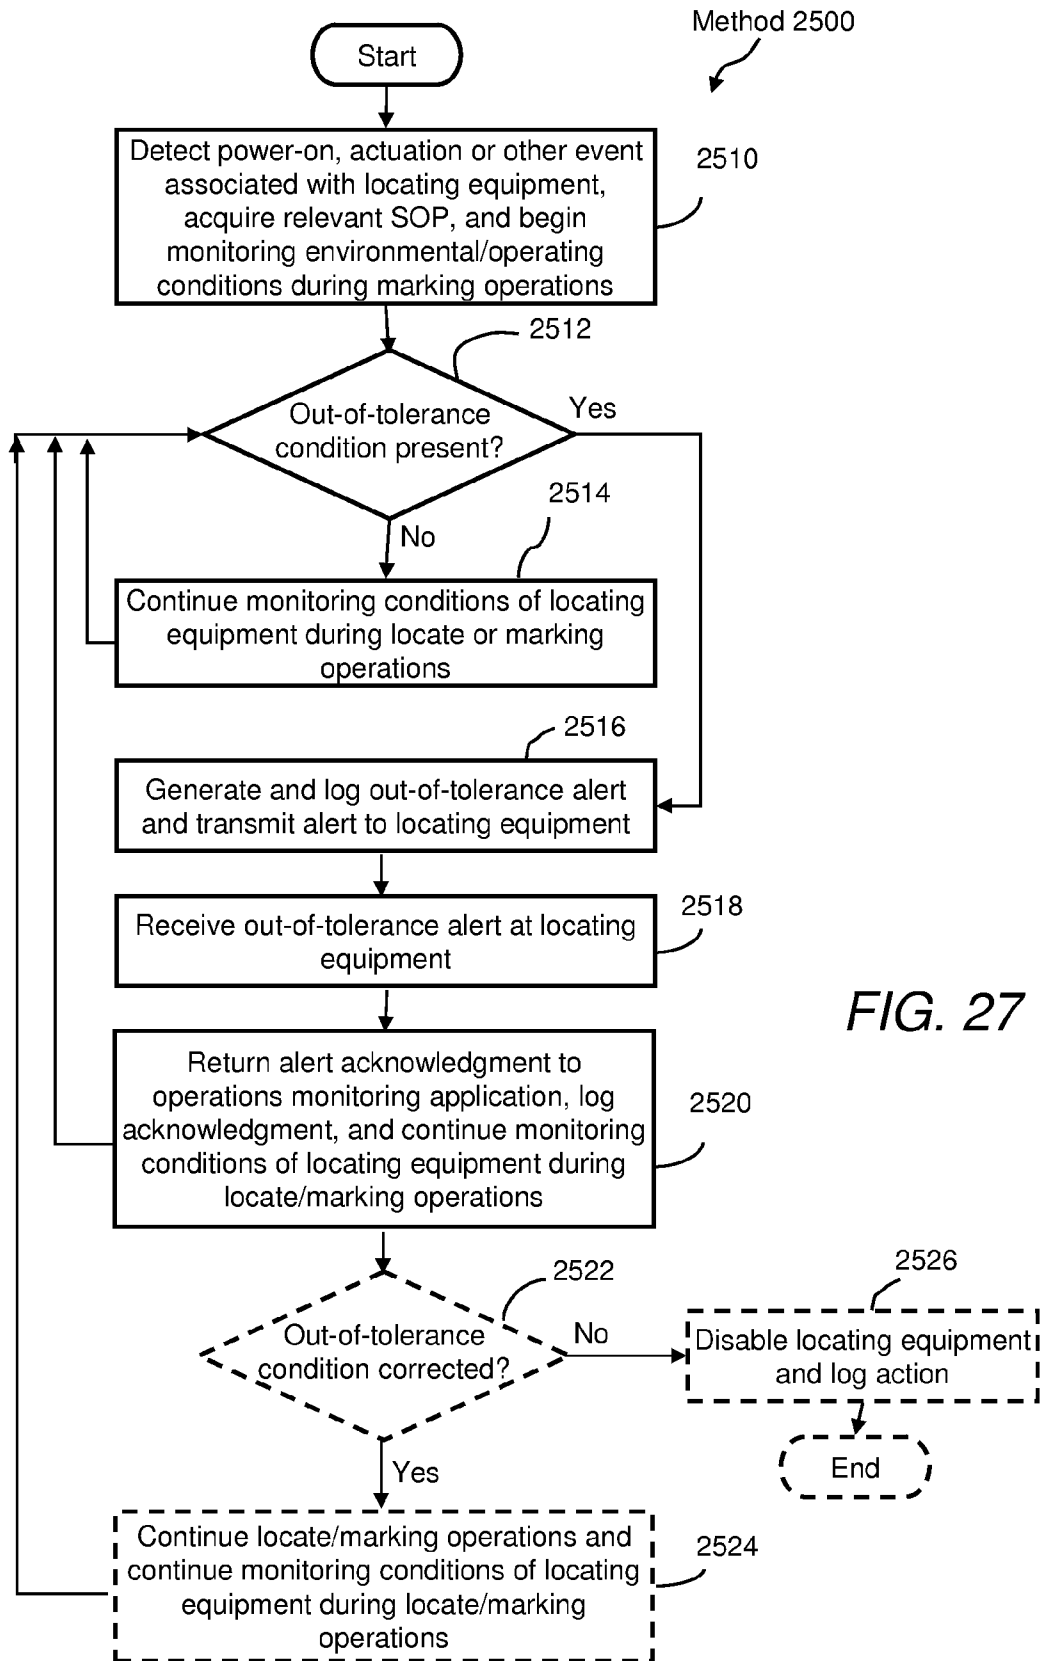 Method 2500
Start
Detect power-on, actuation or other event
associated with locating equipment,
acquire relevant SOP, and begin
monitoring environmental/operating
conditions during marking operations
2510
2512
Out-of-tolerance
condition present?
Yes
No
2514
Continue monitoring conditions of locating
equipment during locate or marking
operations
2516
Generate and log out-of-tolerance alert
and transmit alert to locating equipment
2518
Receive out-of-tolerance alert at locating
equipment
FIG. 27
Return alert acknowledgment to
operations monitoring application, log
acknowledgment, and continue monitoring
conditions of locating equipment during
locate/marking operations
2520
2522
Out-of-tolerance
condition corrected?
No
2526
Disable locating equipment
and log action
End
Yes
2524
Continue locate/marking operations and
continue monitoring conditions of locating
equipment during locate/marking
operations